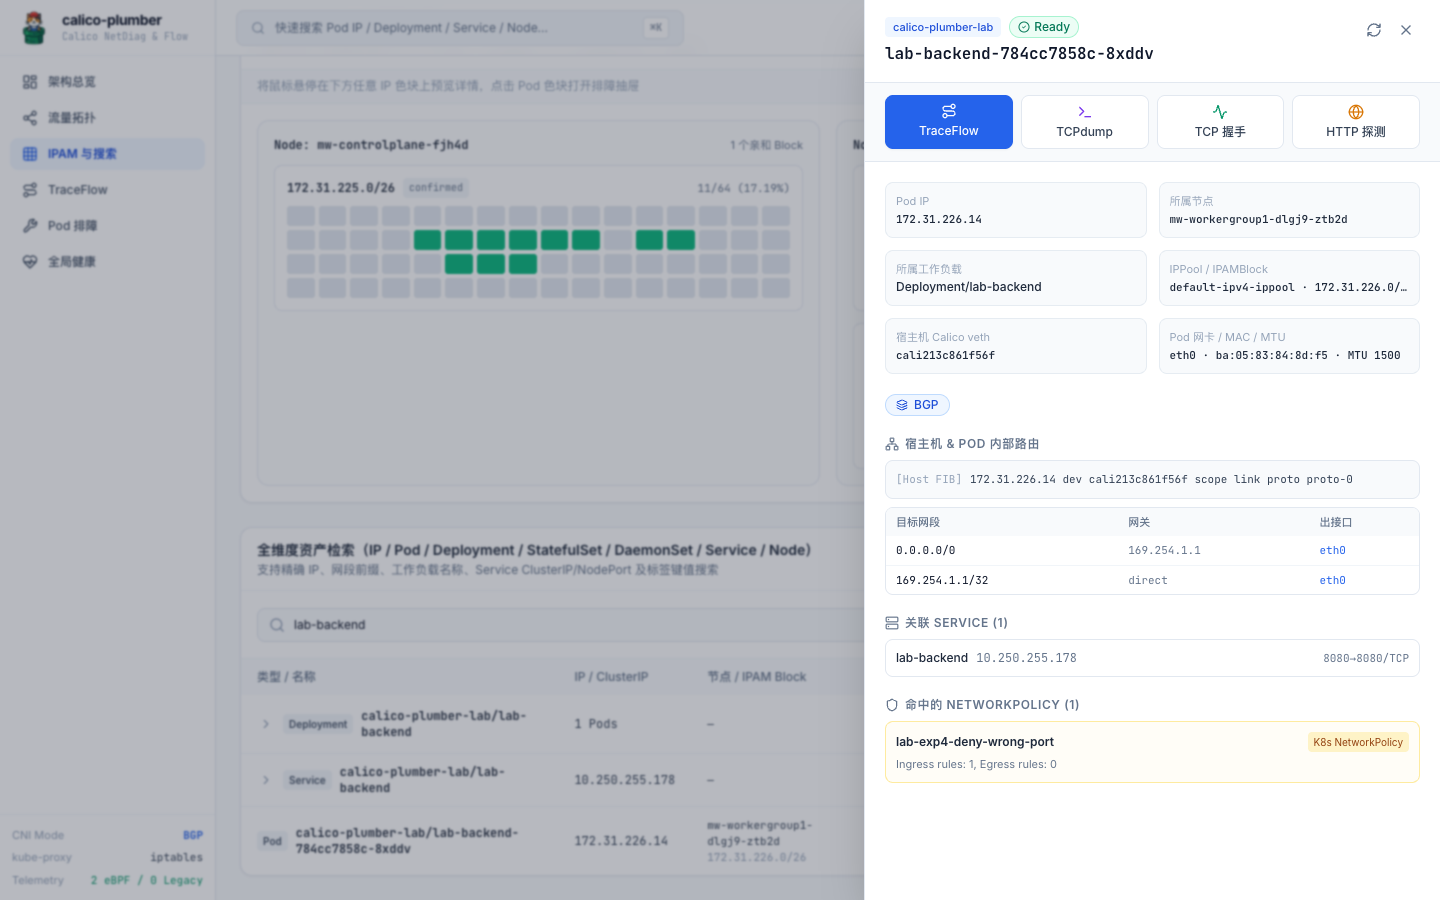 calico-plumber
Calico NetDiag & Flow
架构总览
流量拓扑
IPAM 与搜索
TraceFlow
Pod 排障
全局健康
CNI Mode BGP
kube-proxy iptables
Telemetry 2 eBPF / 0 Legacy
快速搜索 Pod IP / Deployment / Service / Node... ⌘K
将鼠标悬停在下方任意 IP 色块上预览详情，点击 Pod 色块打开排障抽屉
Node: mw-controlplane-fjh4d 1 个亲和 Block
172.31.225.0/26 confirmed 11/64 (17.19%)
全维度资产检索（IP / Pod / Deployment / StatefulSet / DaemonSet / Service / Node）
支持精确 IP、网段前缀、工作负载名称、Service ClusterIP/NodePort 及标签键值搜索
lab-backend
类型 / 名称 IP / ClusterIP 节点 / IPAM Block
Deployment calico-plumber-lab/lab-
backend 1 Pods —
Service calico-plumber-lab/lab-
backend 10.250.255.178 —
Pod calico-plumber-lab/lab-backend-
784cc7858c-8xddv 172.31.226.14 mw-workergroup1-
dlgj9-ztb2d
172.31.226.0/26
calico-plumber-lab Ready
lab-backend-784cc7858c-8xddv
TraceFlow
TCPdump
TCP 握手
HTTP 探测
Pod IP
172.31.226.14
所属节点
mw-workergroup1-dlgj9-ztb2d
所属工作负载
Deployment/lab-backend
IPPool / IPAMBlock
default-ipv4-ippool · 172.31.226.0/…
宿主机 Calico veth
cali213c861f56f
Pod 网卡 / MAC / MTU
eth0 · ba:05:83:84:8d:f5 · MTU 1500
BGP
宿主机 & POD 内部路由
[Host FIB] 172.31.226.14 dev cali213c861f56f scope link proto proto-0
目标网段 网关 出接口
0.0.0.0/0 169.254.1.1 eth0
169.254.1.1/32 direct eth0
关联 SERVICE (1)
lab-backend 10.250.255.178 8080→8080/TCP
命中的 NETWORKPOLICY (1)
lab-exp4-deny-wrong-port K8s NetworkPolicy
Ingress rules: 1, Egress rules: 0